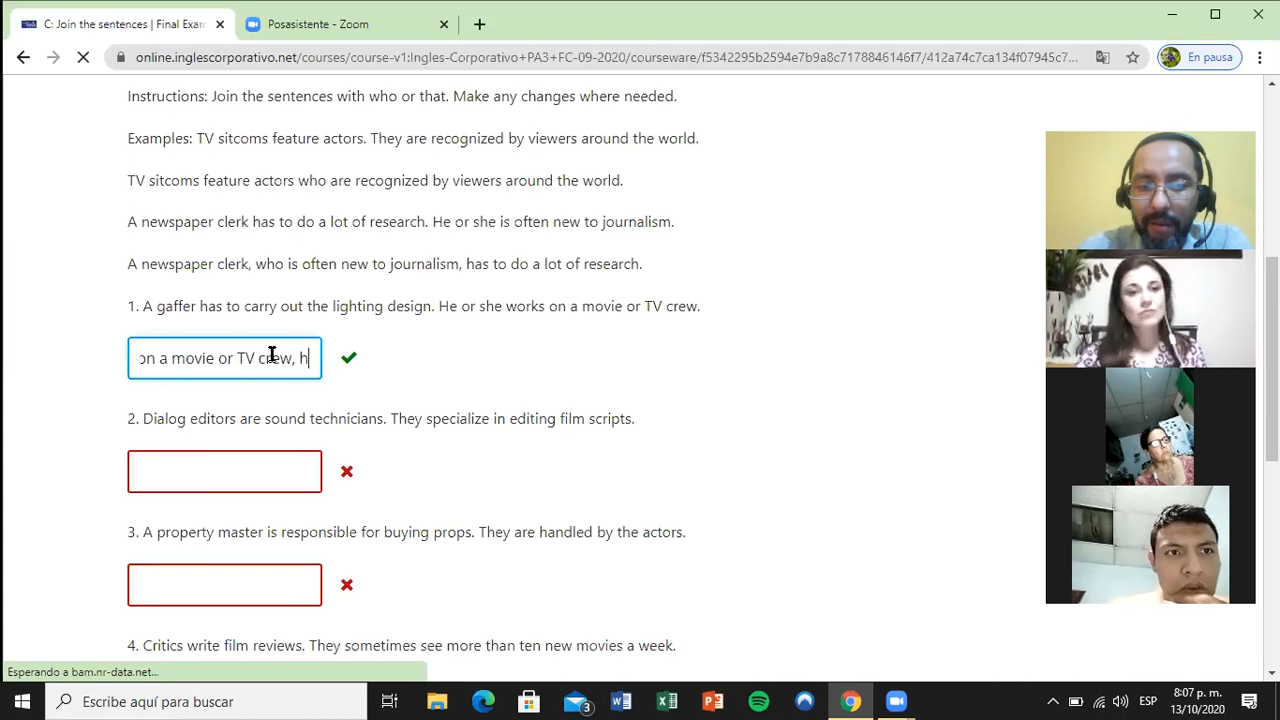 C: Join the sentences | Final Exam
Posasistente - Zoom
online.inglescorporativo.net/courses/course-v1:Ingles-Corporativo+PA3+FC-09-2020/courseware/f5342295b2594e7b9a8c7178846146f7/412a74c7ca134f07945c7...
En pausa
Instructions: Join the sentences with who or that. Make any changes where needed.
Examples: TV sitcoms feature actors. They are recognized by viewers around the world.
TV sitcoms feature actors who are recognized by viewers around the world.
A newspaper clerk has to do a lot of research. He or she is often new to journalism.
A newspaper clerk, who is often new to journalism, has to do a lot of research.
1. A gaffer has to carry out the lighting design. He or she works on a movie or TV crew.
on a movie or TV crew, h
2. Dialog editors are sound technicians. They specialize in editing film scripts.
3. A property master is responsible for buying props. They are handled by the actors.
4. Critics write film reviews. They sometimes see more than ten new movies a week.
Esperando a bam.nr-data.net...
Escribe aquí para buscar
3
ESP
8:07 p. m.
13/10/2020